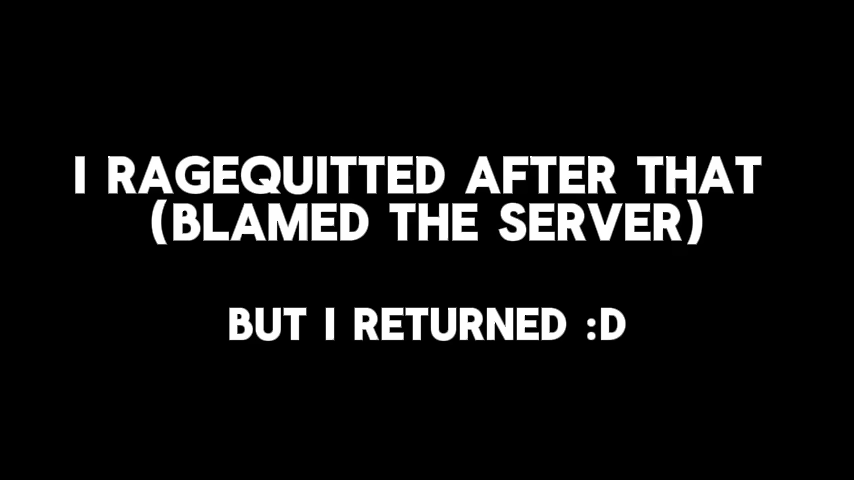 I RAGEQUITTED AFTER THAT
(BLAMED THE SERVER)
BUT I RETURNED :D